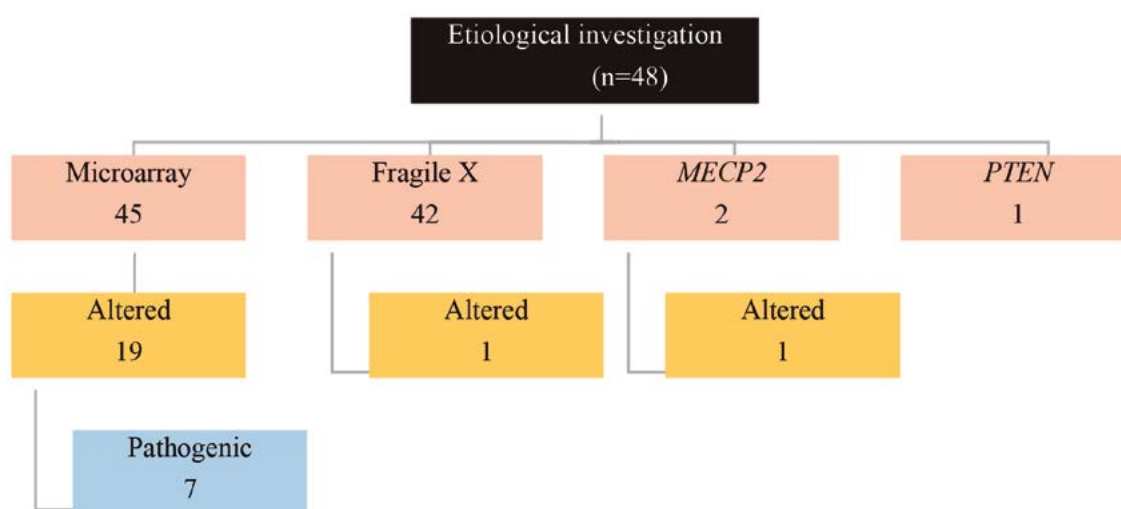 Etiological investigation
(n=48)
Microarray
45
Fragile X
42
MECP2
2
PTEN
1
Altered
19
Altered
1
Altered
1
Pathogenic
7